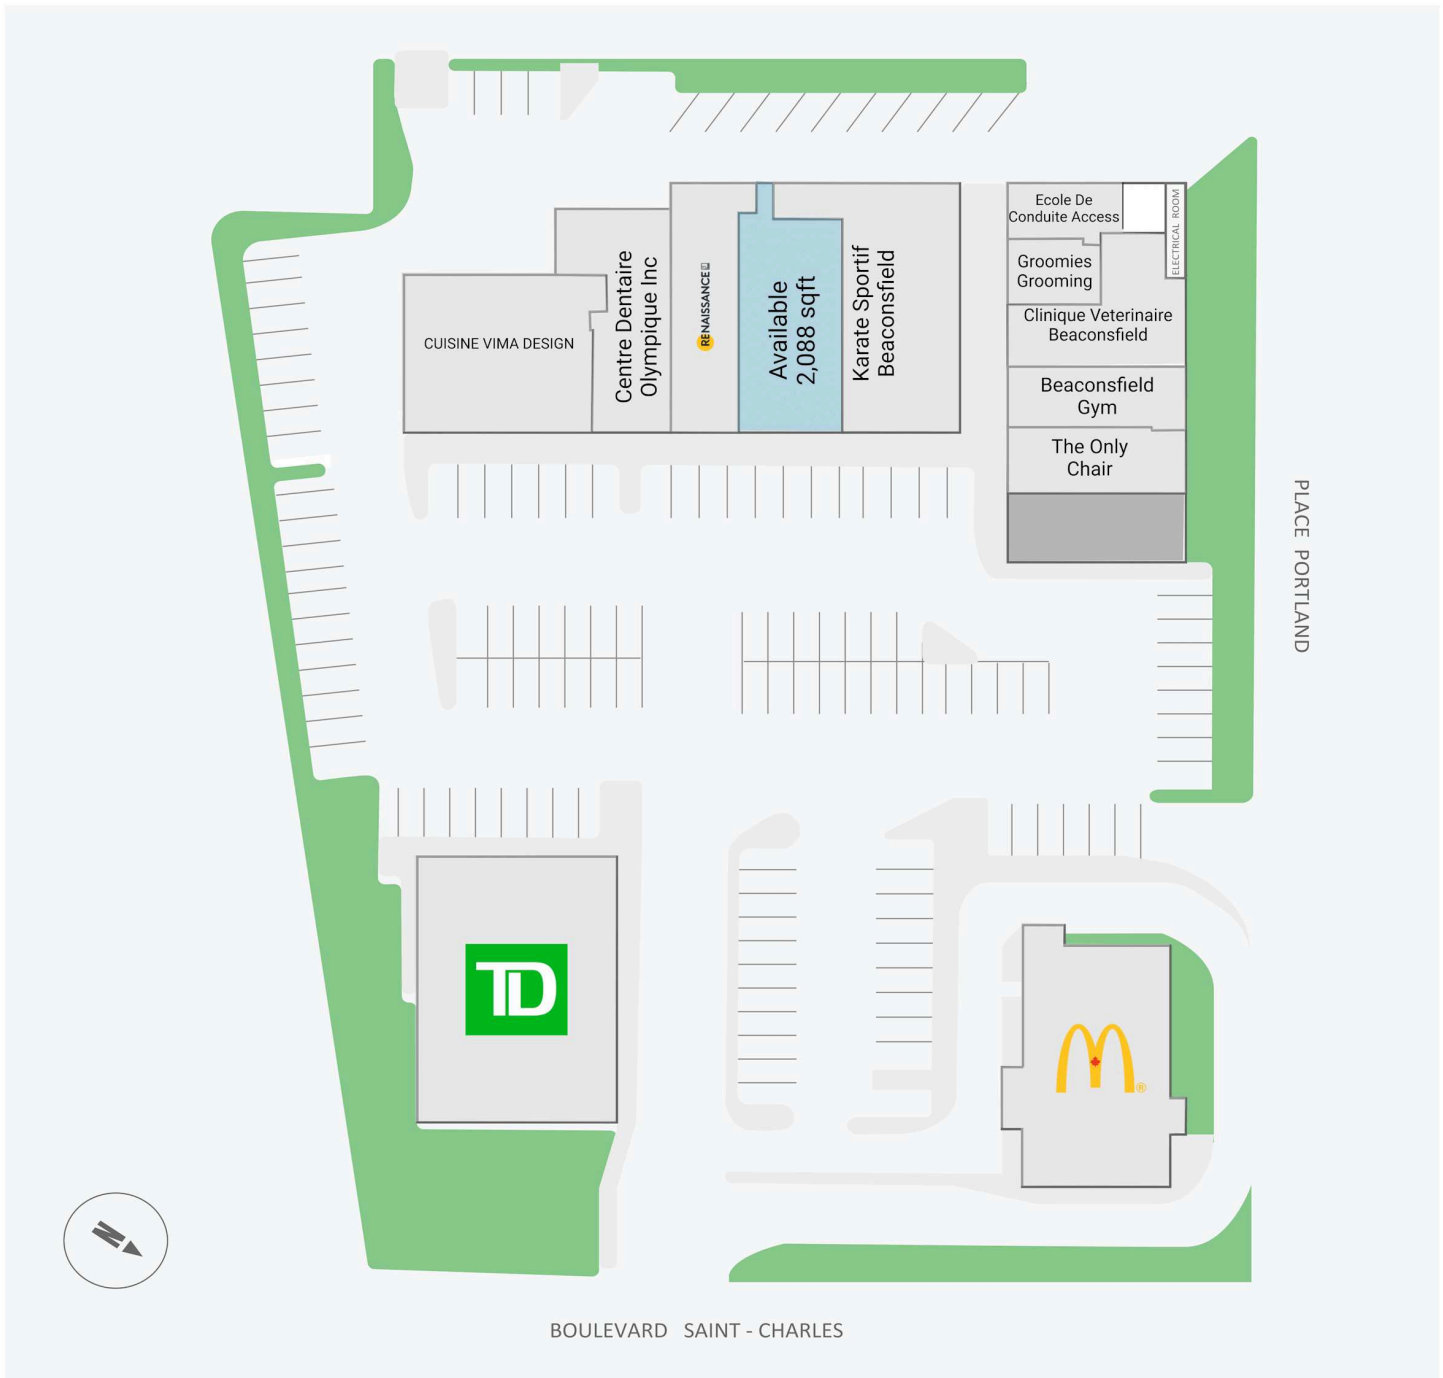 Ecole De
Conduite Access
ELECTRICAL ROOM
Groomies
Grooming
Clinique Veterinaire
Beaconsfield
Beaconsfield
Gym
The Only
Chair
CUISINE VIMA DESIGN
Centre Dentaire
Olympique Inc
RENAISSANCE
Available
2,088 sqft
Karate Sportif
Beaconsfield
PLACE PORTLAND
TD
M
®
N
BOULEVARD SAINT - CHARLES